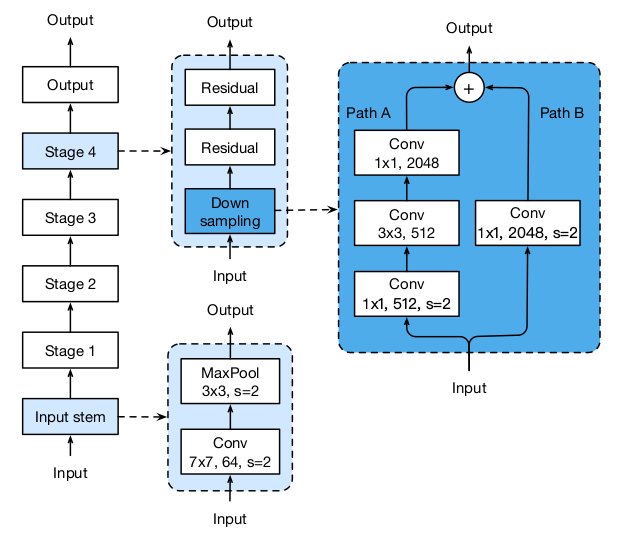 Output
Output
Stage 4
Stage 3
Stage 2
Stage 1
Input stem
Input
Output
Residual
Residual
Down
sampling
Input
Output
MaxPool
3x3, s=2
Conv
7x7, 64, s=2
Input
Output
+
Path A
Path B
Conv
1x1, 2048
Conv
3x3, 512
Conv
1x1, 512, s=2
Conv
1x1, 2048, s=2
Input